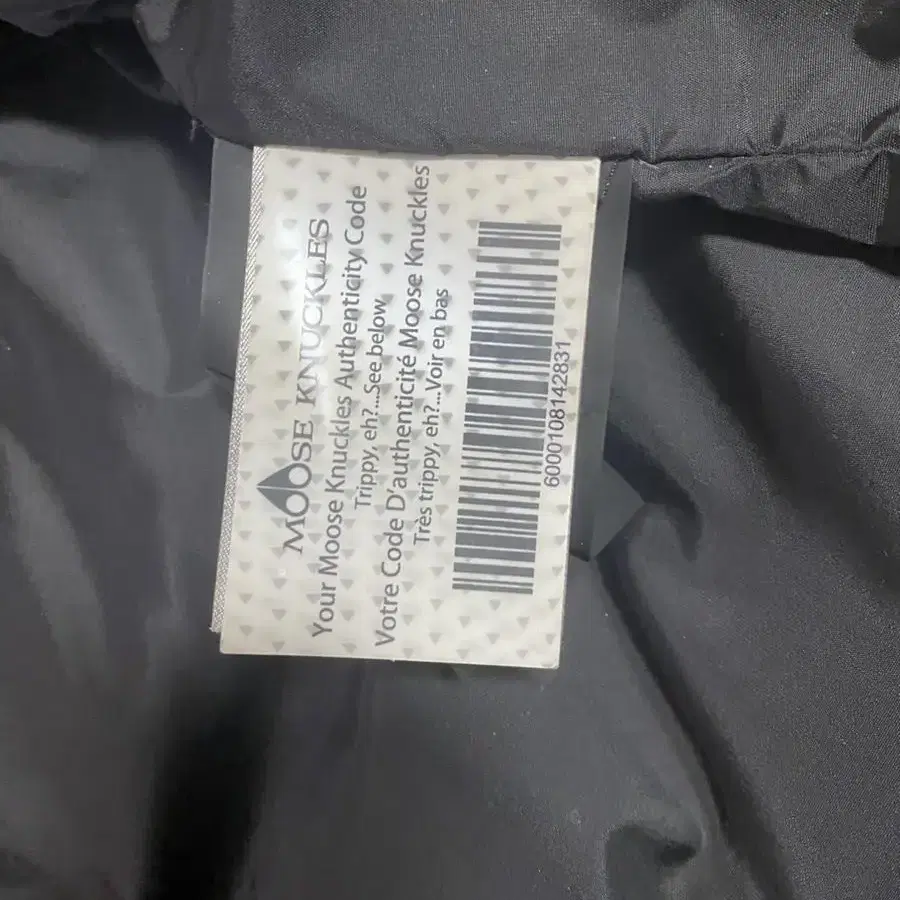 MOOSE KNUCKLES
Your Moose Knuckles Authenticity Code
Trippy, eh?...See below
Votre Code D'authenticité Moose Knuckles
Très trippy, eh?...Voir en bas
6000108142831